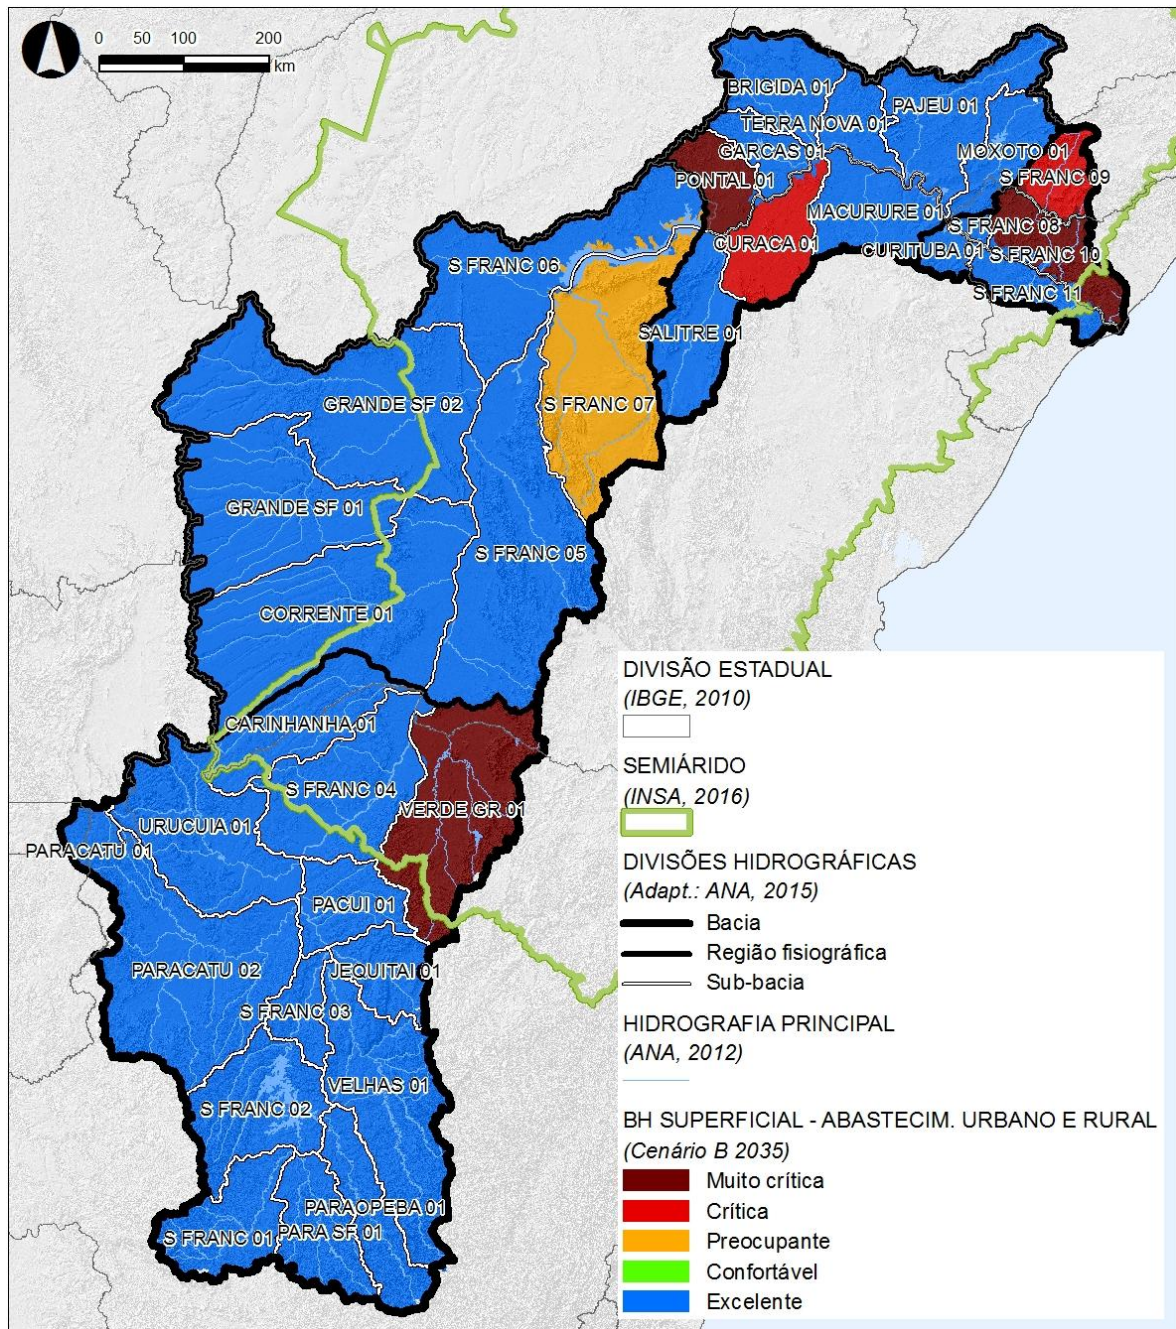 0 50 100 200
km
BRIGIDA 01
PAJEU 01
TERRA NOVA 01
GARCAS 01
MOXOTO 01
PONTAL 01
S FRANC 09
MACURURE 01
S FRANC 08
CURACA 01
CURITUBA 01
S FRANC 10
S FRANC 06
S FRANC 11
SALITRE 01
GRANDE SF 02
S FRANC 07
GRANDE SF 01
S FRANC 05
CORRENTE 01
CARINHANHA 01
S FRANC 04
VERDE GR 01
URUCUIA 01
PARACATU 01
PACUI 01
PARACATU 02
JEQUITAI 01
S FRANC 03
VELHAS 01
S FRANC 02
PARAOPEBA 01
S FRANC 01
PARA SF 01
DIVISÃO ESTADUAL
(IBGE, 2010)
SEMIÁRIDO
(INSA, 2016)
DIVISÕES HIDROGRÁFICAS
(Adapt.: ANA, 2015)
Bacia
Região fisiográfica
Sub-bacia
HIDROGRAFIA PRINCIPAL
(ANA, 2012)
BH SUPERFICIAL - ABASTECIM. URBANO E RURAL
(Cenário B 2035)
Muito crítica
Crítica
Preocupante
Confortável
Excelente